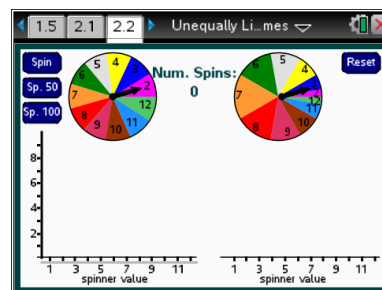 1.5 2.1 2.2 Unequally Li…mes
Spin
Sp. 50
Sp. 100
Reset
Num. Spins:
0
2 3 4 5 6 7 8 9 10 11 12
4 5 6 7 8 9 10 11 12
8
6
4
2
1 3 5 7 9 11
spinner value
1 3 5 7 9 11
spinner value